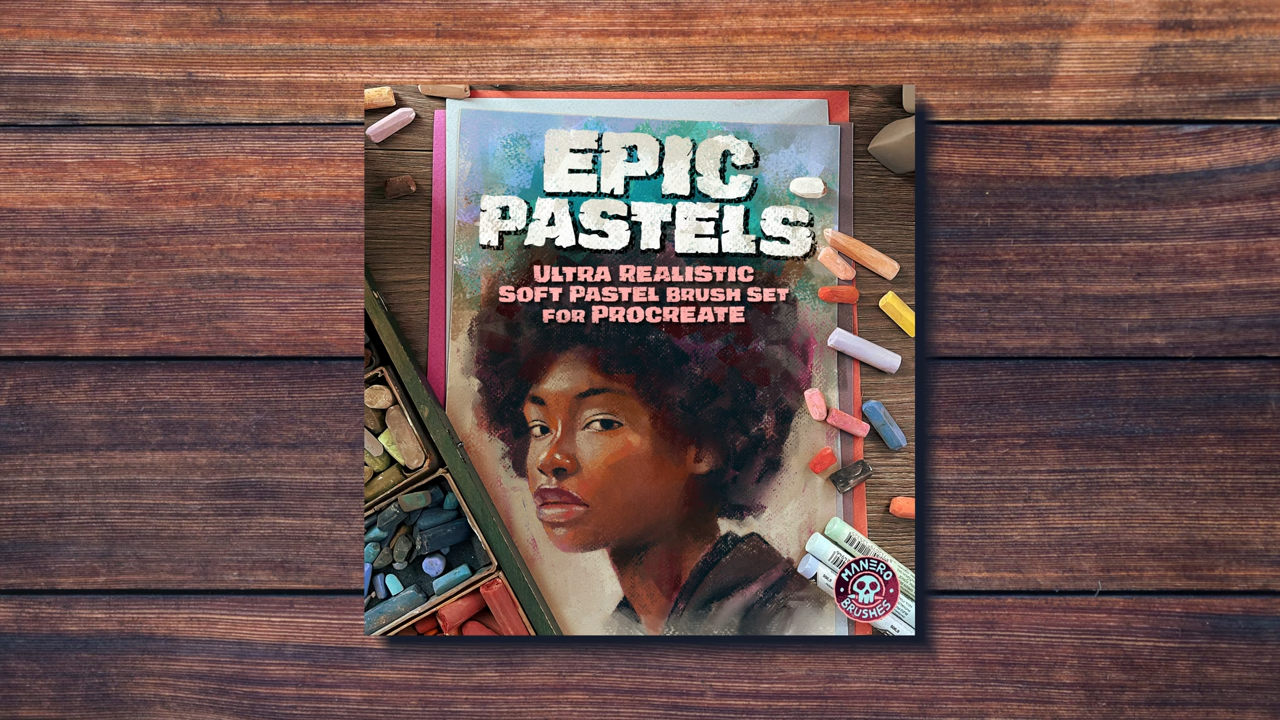 EPIC
PASTELS
ULTRA REALISTIC
SOFT PASTEL BRUSH SET
FOR PROCREATE
MANERO
BRUSHES